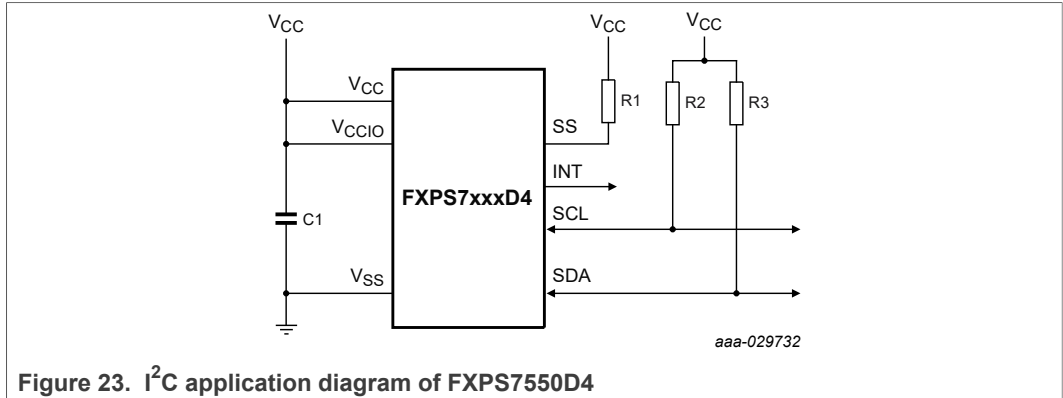 VCC
VCC
VCC
VCC
VCCIO
SS
R1
R2
R3
INT
FXPS7xxxD4
SCL
C1
VSS
SDA
aaa-029732
Figure 23. I2C application diagram of FXPS7550D4